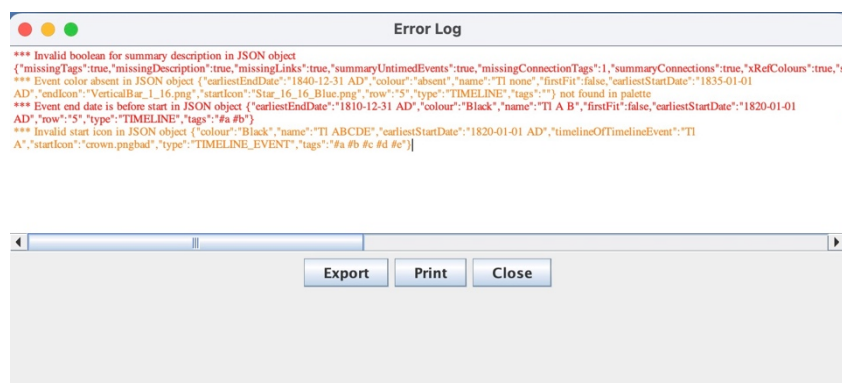 Error Log
*** Invalid boolean for summary description in JSON object
{"missingTags":true,"missingDescription":true,"missingLinks":true,"summaryUntimedEvents":true,"missingConnectionTags":1,"summaryConnections":true,"xRefColours":true,"s
*** Event color absent in JSON object {"earliestEndDate":"1840-12-31 AD","colour":"absent","name":"Tl none","firstFit":false,"earliestStartDate":"1835-01-01
AD","endIcon":"VerticalBar_1_16.png","startIcon":"Star_16_16_Blue.png","row":"5","type":"TIMELINE","tags":""} not found in palette
*** Event end date is before start in JSON object {"earliestEndDate":"1810-12-31 AD","colour":"Black","name":"Tl A B","firstFit":false,"earliestStartDate":"1820-01-01
AD","row":"5","type":"TIMELINE","tags":"#a #b"}
*** Invalid start icon in JSON object {"colour":"Black","name":"Tl ABCDE","earliestStartDate":"1820-01-01 AD","timelineOfTimelineEvent":"Tl
A","startIcon":"crown.pngbad","type":"TIMELINE_EVENT","tags":"#a #b #c #d #e"}
Export Print Close